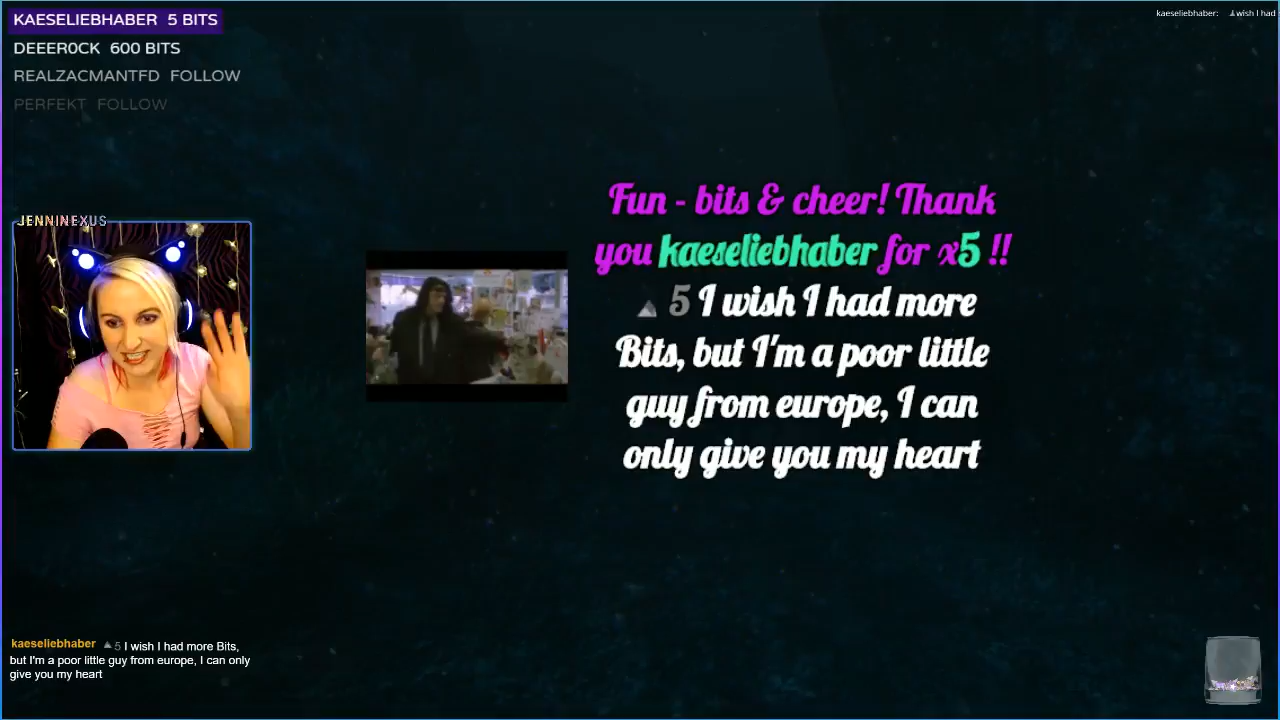 KAESELIEBHABER 5 BITS
DEEER0CK 600 BITS
REALZACMANTFD FOLLOW
PERFEKT FOLLOW
kaeseliebhaber: wish I had
JENNINEXUS
Fun - bits & cheer! Thank
you kaeseliebhaber for x5 !!
5 I wish I had more
Bits, but I'm a poor little
guy from europe, I can
only give you my heart
kaeseliebhaber 5 I wish I had more Bits,
but I'm a poor little guy from europe, I can only
give you my heart